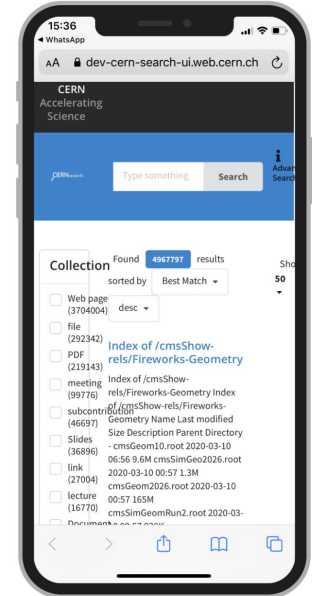 15:36
◀ WhatsApp
AA dev-cern-search-ui.web.cern.ch
CERN
Accelerating
Science
CERNSearch
Type something
Search
Advan
Search
Collection
Web page
(3704004)
file
(292342)
PDF
(219143)
meeting
(99776)
subcontribution
(46697)
Slides
(36896)
link
(27004)
lecture
(16770)
Document
Found 4967797 results
sorted by Best Match
desc
Sho
50
Index of /cmsShow-
rels/Fireworks-Geometry
Index of /cmsShow-
rels/Fireworks-Geometry Index
of /cmsShow-rels/Fireworks-
Geometry Name Last modified
Size Description Parent Directory
- cmsGeom10.root 2020-03-10
06:56 9.6M cmsSimGeo2026.root
2020-03-10 00:57 1.3M
cmsGeom2026.root 2020-03-10
00:57 165M
cmsSimGeomRun2.root 2020-03-